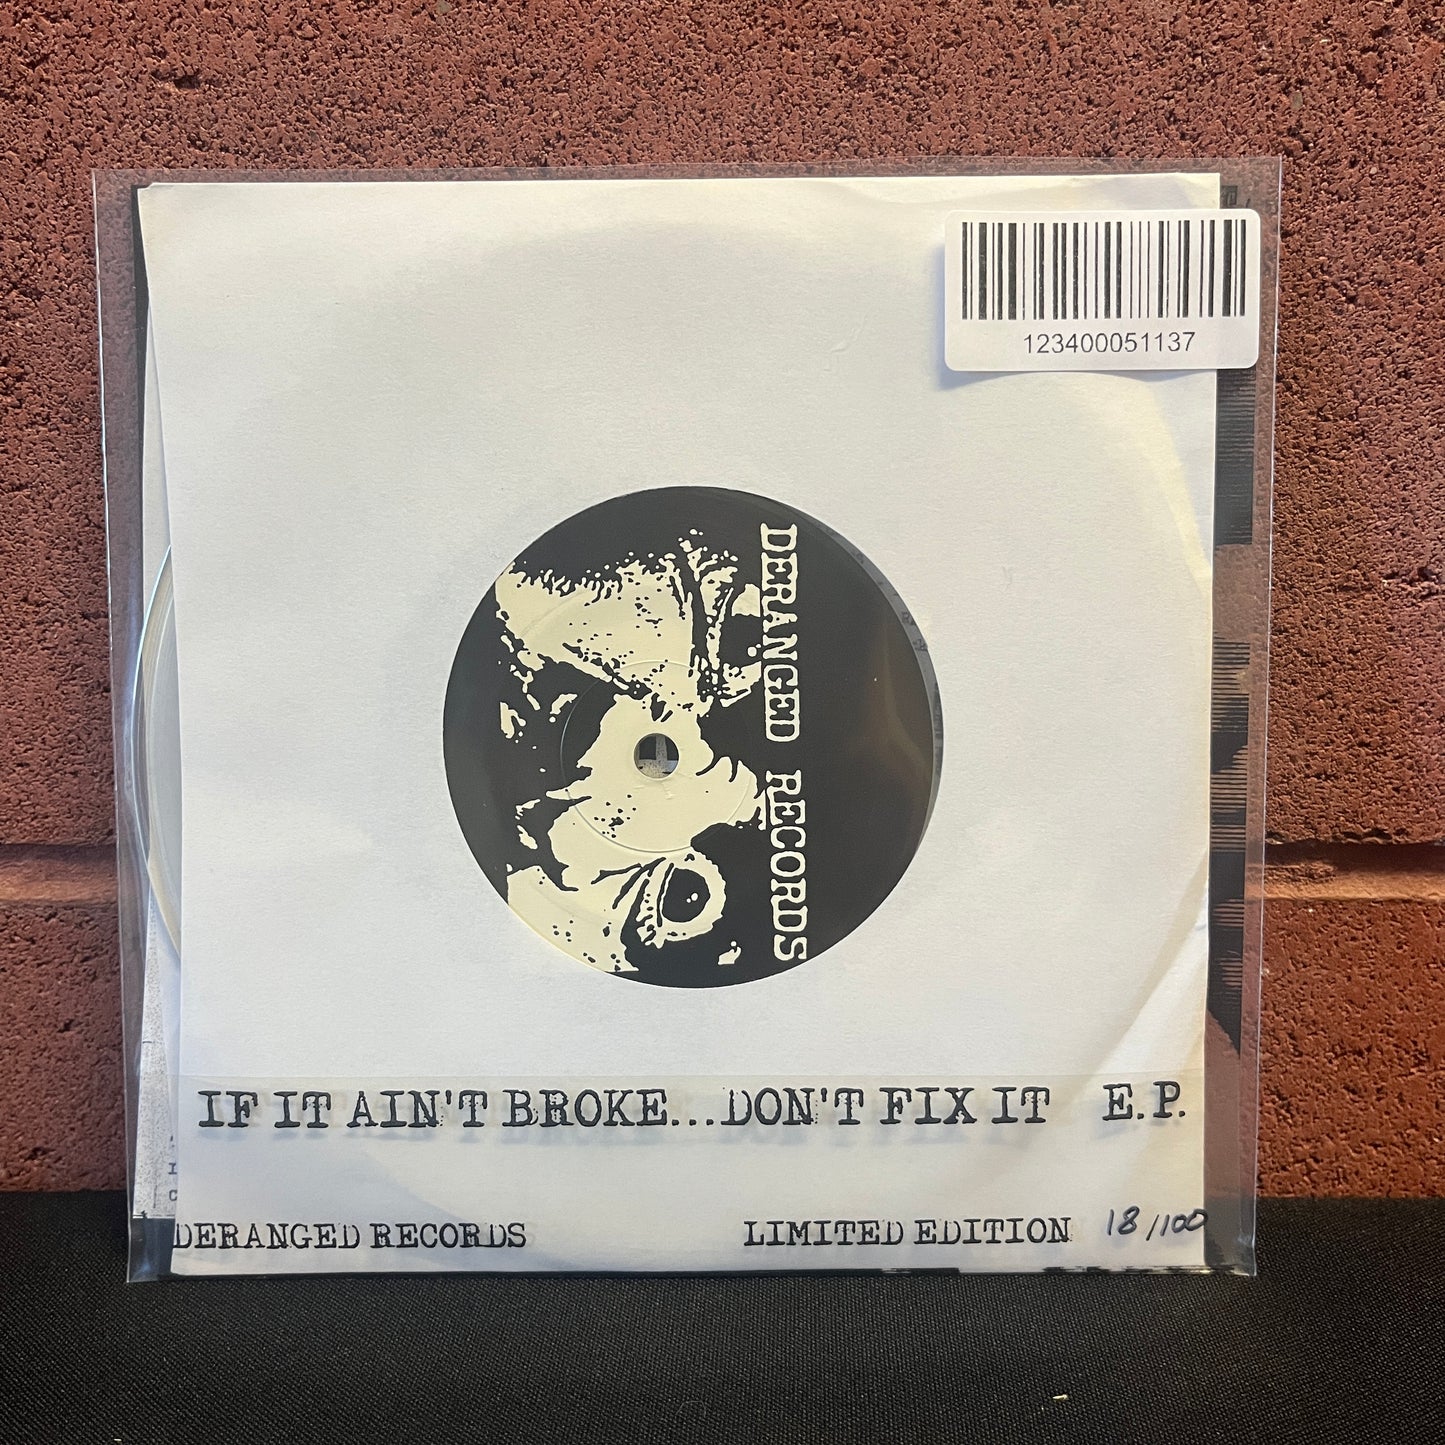 123400051137
DERANGED RECORDS
IF IT AIN'T BROKE...DON'T FIX IT E.P.
DERANGED RECORDS
LIMITED EDITION 18/100